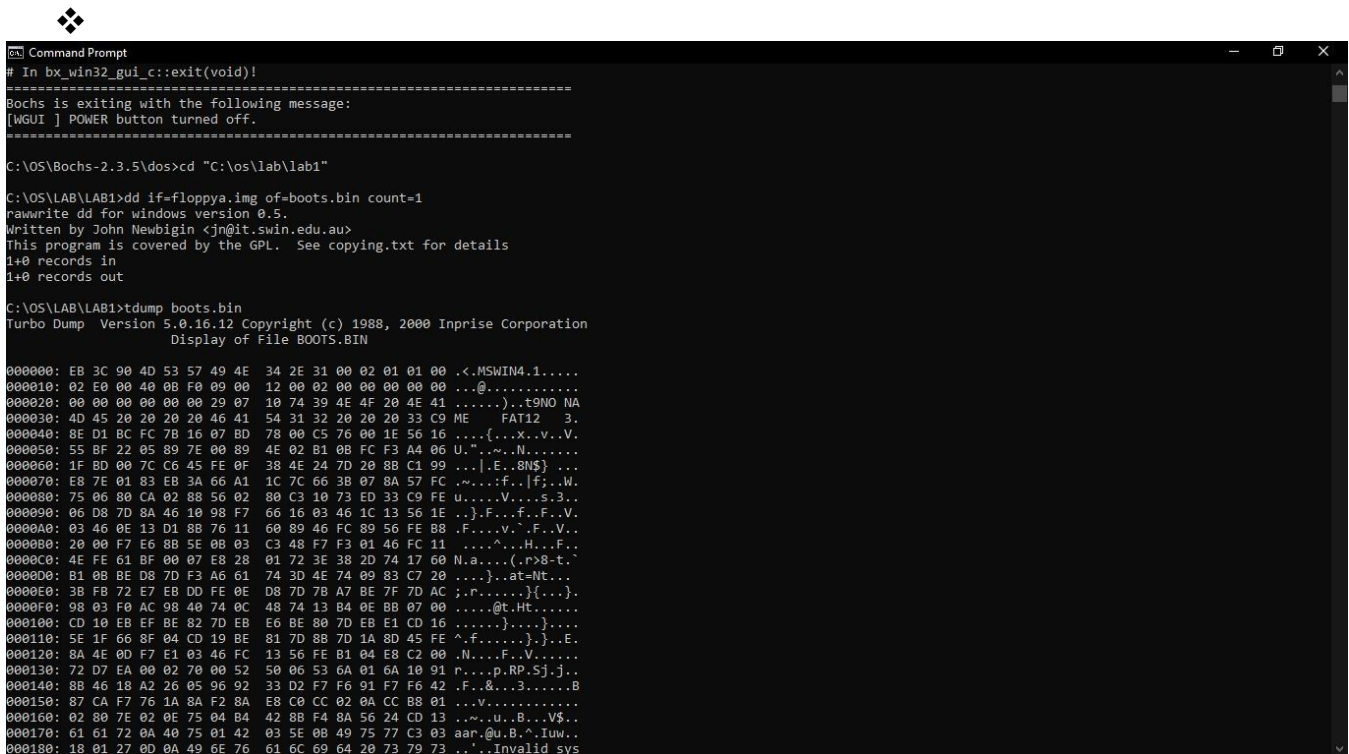 Command Prompt
# In bx_win32_gui_c::exit(void)!
========================================================================
Bochs is exiting with the following message:
[WGUI ] POWER button turned off.
========================================================================
C:\OS\Bochs-2.3.5\dos>cd "C:\os\lab\lab1"
C:\OS\LAB\LAB1>dd if=floppya.img of=boots.bin count=1
rawwrite dd for windows version 0.5.
Written by John Newbigin <jn@it.swin.edu.au>
This program is covered by the GPL.  See copying.txt for details
1+0 records in
1+0 records out
C:\OS\LAB\LAB1>tdump boots.bin
Turbo Dump  Version 5.0.16.12 Copyright (c) 1988, 2000 Inprise Corporation
Display of File BOOTS.BIN
000000: EB 3C 90 4D 53 57 49 4E  34 2E 31 00 02 01 01 00 .<.MSWIN4.1.....
000010: 02 E0 00 40 0B F0 09 00  12 00 02 00 00 00 00 00 ...@............
000020: 00 00 00 00 00 00 29 07  10 74 39 4E 4F 20 4E 41 ......)..t9NO NA
000030: 4D 45 20 20 20 20 46 41  54 31 32 20 20 20 33 C9 ME    FAT12   3.
000040: 8E D1 BC FC 7B 16 07 BD  78 00 C5 76 00 1E 56 16 ....{...x..v..V.
000050: 55 BF 22 05 89 7E 00 89  4E 02 B1 0B FC F3 A4 06 U."..~..N.......
000060: 1F BD 00 7C C6 45 FE 0F  38 4E 24 7D 20 8B C1 99 ...|.E..8N$} ...
000070: E8 7E 01 83 EB 3A 66 A1  1C 7C 66 3B 07 8A 57 FC .~...:f..|f;..W.
000080: 75 06 80 CA 02 88 56 02  80 C3 10 73 ED 33 C9 FE u.....V....s.3..
000090: 06 D8 7D 8A 46 10 98 F7  66 16 03 46 1C 13 56 1E ..}.F...f..F..V.
0000A0: 03 46 0E 13 D1 8B 76 11  60 89 46 FC 89 56 FE B8 .F....v.`.F..V..
0000B0: 20 00 F7 E6 8B 5E 0B 03  C3 48 F7 F3 01 46 FC 11  ....^...H...F..
0000C0: 4E FE 61 BF 00 07 E8 28  01 72 3E 38 2D 74 17 60 N.a....(.r>8-t.`
0000D0: B1 0B BE D8 7D F3 A6 61  74 3D 4E 74 09 83 C7 20 ....}..at=Nt...
0000E0: 3B FB 72 E7 EB DD FE 0E  D8 7D 7B A7 BE 7F 7D AC ;.r......}{...}.
0000F0: 98 03 F0 AC 98 40 74 0C  48 74 13 B4 0E BB 07 00 .....@t.Ht......
000100: CD 10 EB EF BE 82 7D EB  E6 BE 80 7D EB E1 CD 16 ......}....}....
000110: 5E 1F 66 8F 04 CD 19 BE  81 7D 8B 7D 1A 8D 45 FE ^.f......}.}..E.
000120: 8A 4E 0D F7 E1 03 46 FC  13 56 FE B1 04 E8 C2 00 .N....F..V......
000130: 72 D7 EA 00 02 70 00 52  50 06 53 6A 01 6A 10 91 r....p.RP.Sj.j..
000140: 8B 46 18 A2 26 05 96 92  33 D2 F7 F6 91 F7 F6 42 .F..&...3......B
000150: 87 CA F7 76 1A 8A F2 8A  E8 C0 CC 02 0A CC B8 01 ...v............
000160: 02 80 7E 02 0E 75 04 B4  42 8B F4 8A 56 24 CD 13 ..~..u..B...V$..
000170: 61 61 72 0A 40 75 01 42  03 5E 0B 49 75 77 C3 03 aar.@u.B.^.Iuw..
000180: 18 01 27 0D 0A 49 6E 76  61 6C 69 64 20 73 79 73 ..'..Invalid sys